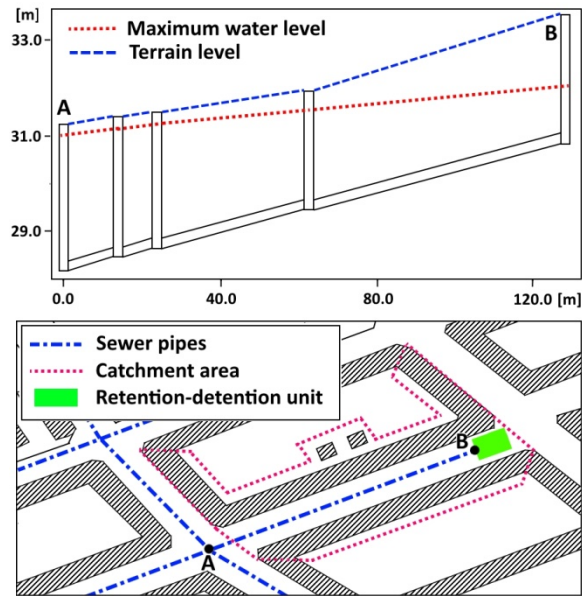 [m]
33.0
31.0
29.0
Maximum water level
Terrain level
A
B
0.0 40.0 80.0 120.0 [m]
Sewer pipes
Catchment area
Retention-detention unit
B
A